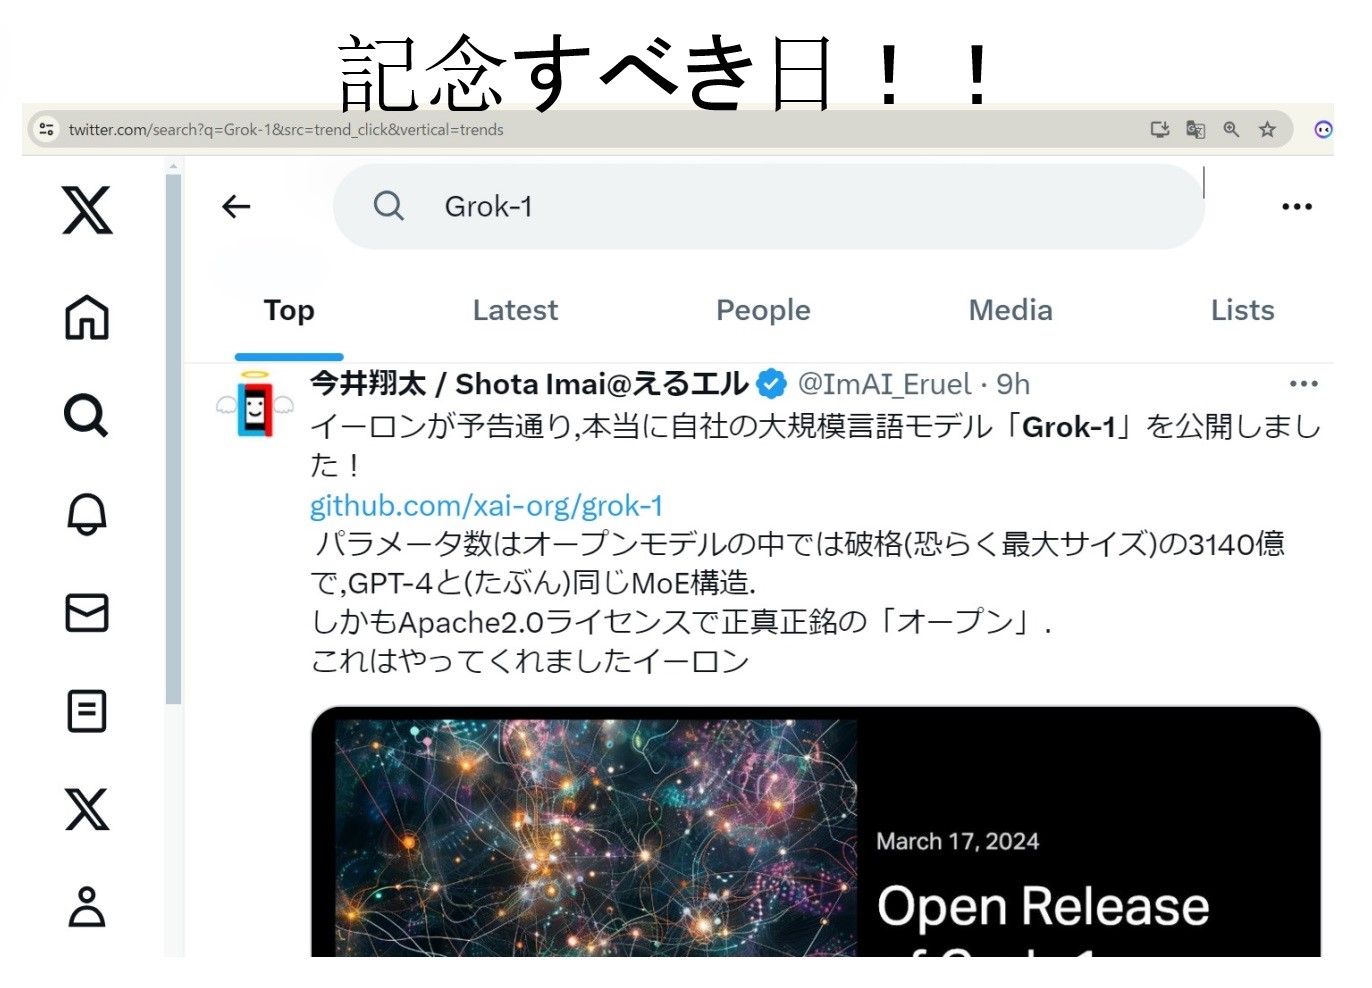 記念すべき日！！
twitter.com/search?q=Grok-1&src=trend_click&vertical=trends
Grok-1
Top Latest People Media Lists
今井翔太 / Shota Imai@えるエル @ImAI_Eruel · 9h
イーロンが予告通り,本当に自社の大規模言語モデル「Grok-1」を公開しまし
た！
github.com/xai-org/grok-1
パラメータ数はオープンモデルの中では破格(恐らく最大サイズ)の3140億
で,GPT-4と(たぶん)同じMoE構造.
しかもApache2.0ライセンスで正真正銘の「オープン」.
これはやってくれましたイーロン
March 17, 2024
Open Release